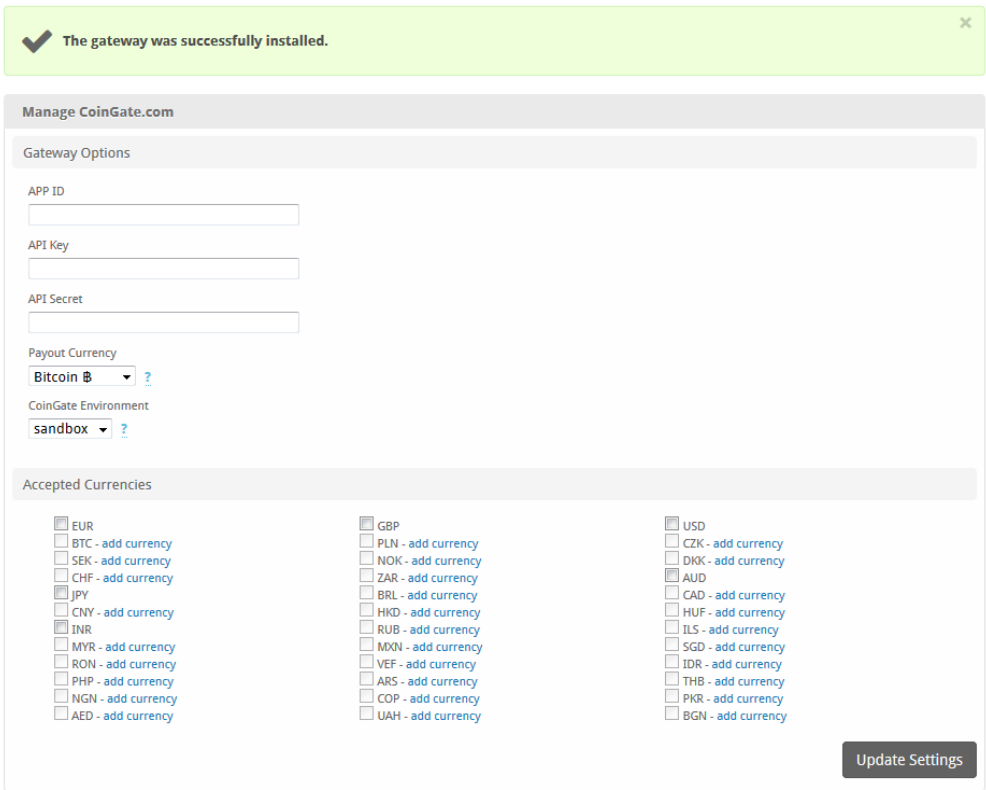 The gateway was successfully installed.
×
Manage CoinGate.com
Gateway Options
APP ID
API Key
API Secret
Payout Currency
Bitcoin ฿ ?
CoinGate Environment
sandbox ?
Accepted Currencies
EUR GBP USD
BTC - add currency PLN - add currency CZK - add currency
SEK - add currency NOK - add currency DKK - add currency
CHF - add currency ZAR - add currency AUD
JPY BRL - add currency CAD - add currency
CNY - add currency HKD - add currency HUF - add currency
INR RUB - add currency ILS - add currency
MYR - add currency MXN - add currency SGD - add currency
RON - add currency VEF - add currency IDR - add currency
PHP - add currency ARS - add currency THB - add currency
NGN - add currency COP - add currency PKR - add currency
AED - add currency UAH - add currency BGN - add currency
Update Settings